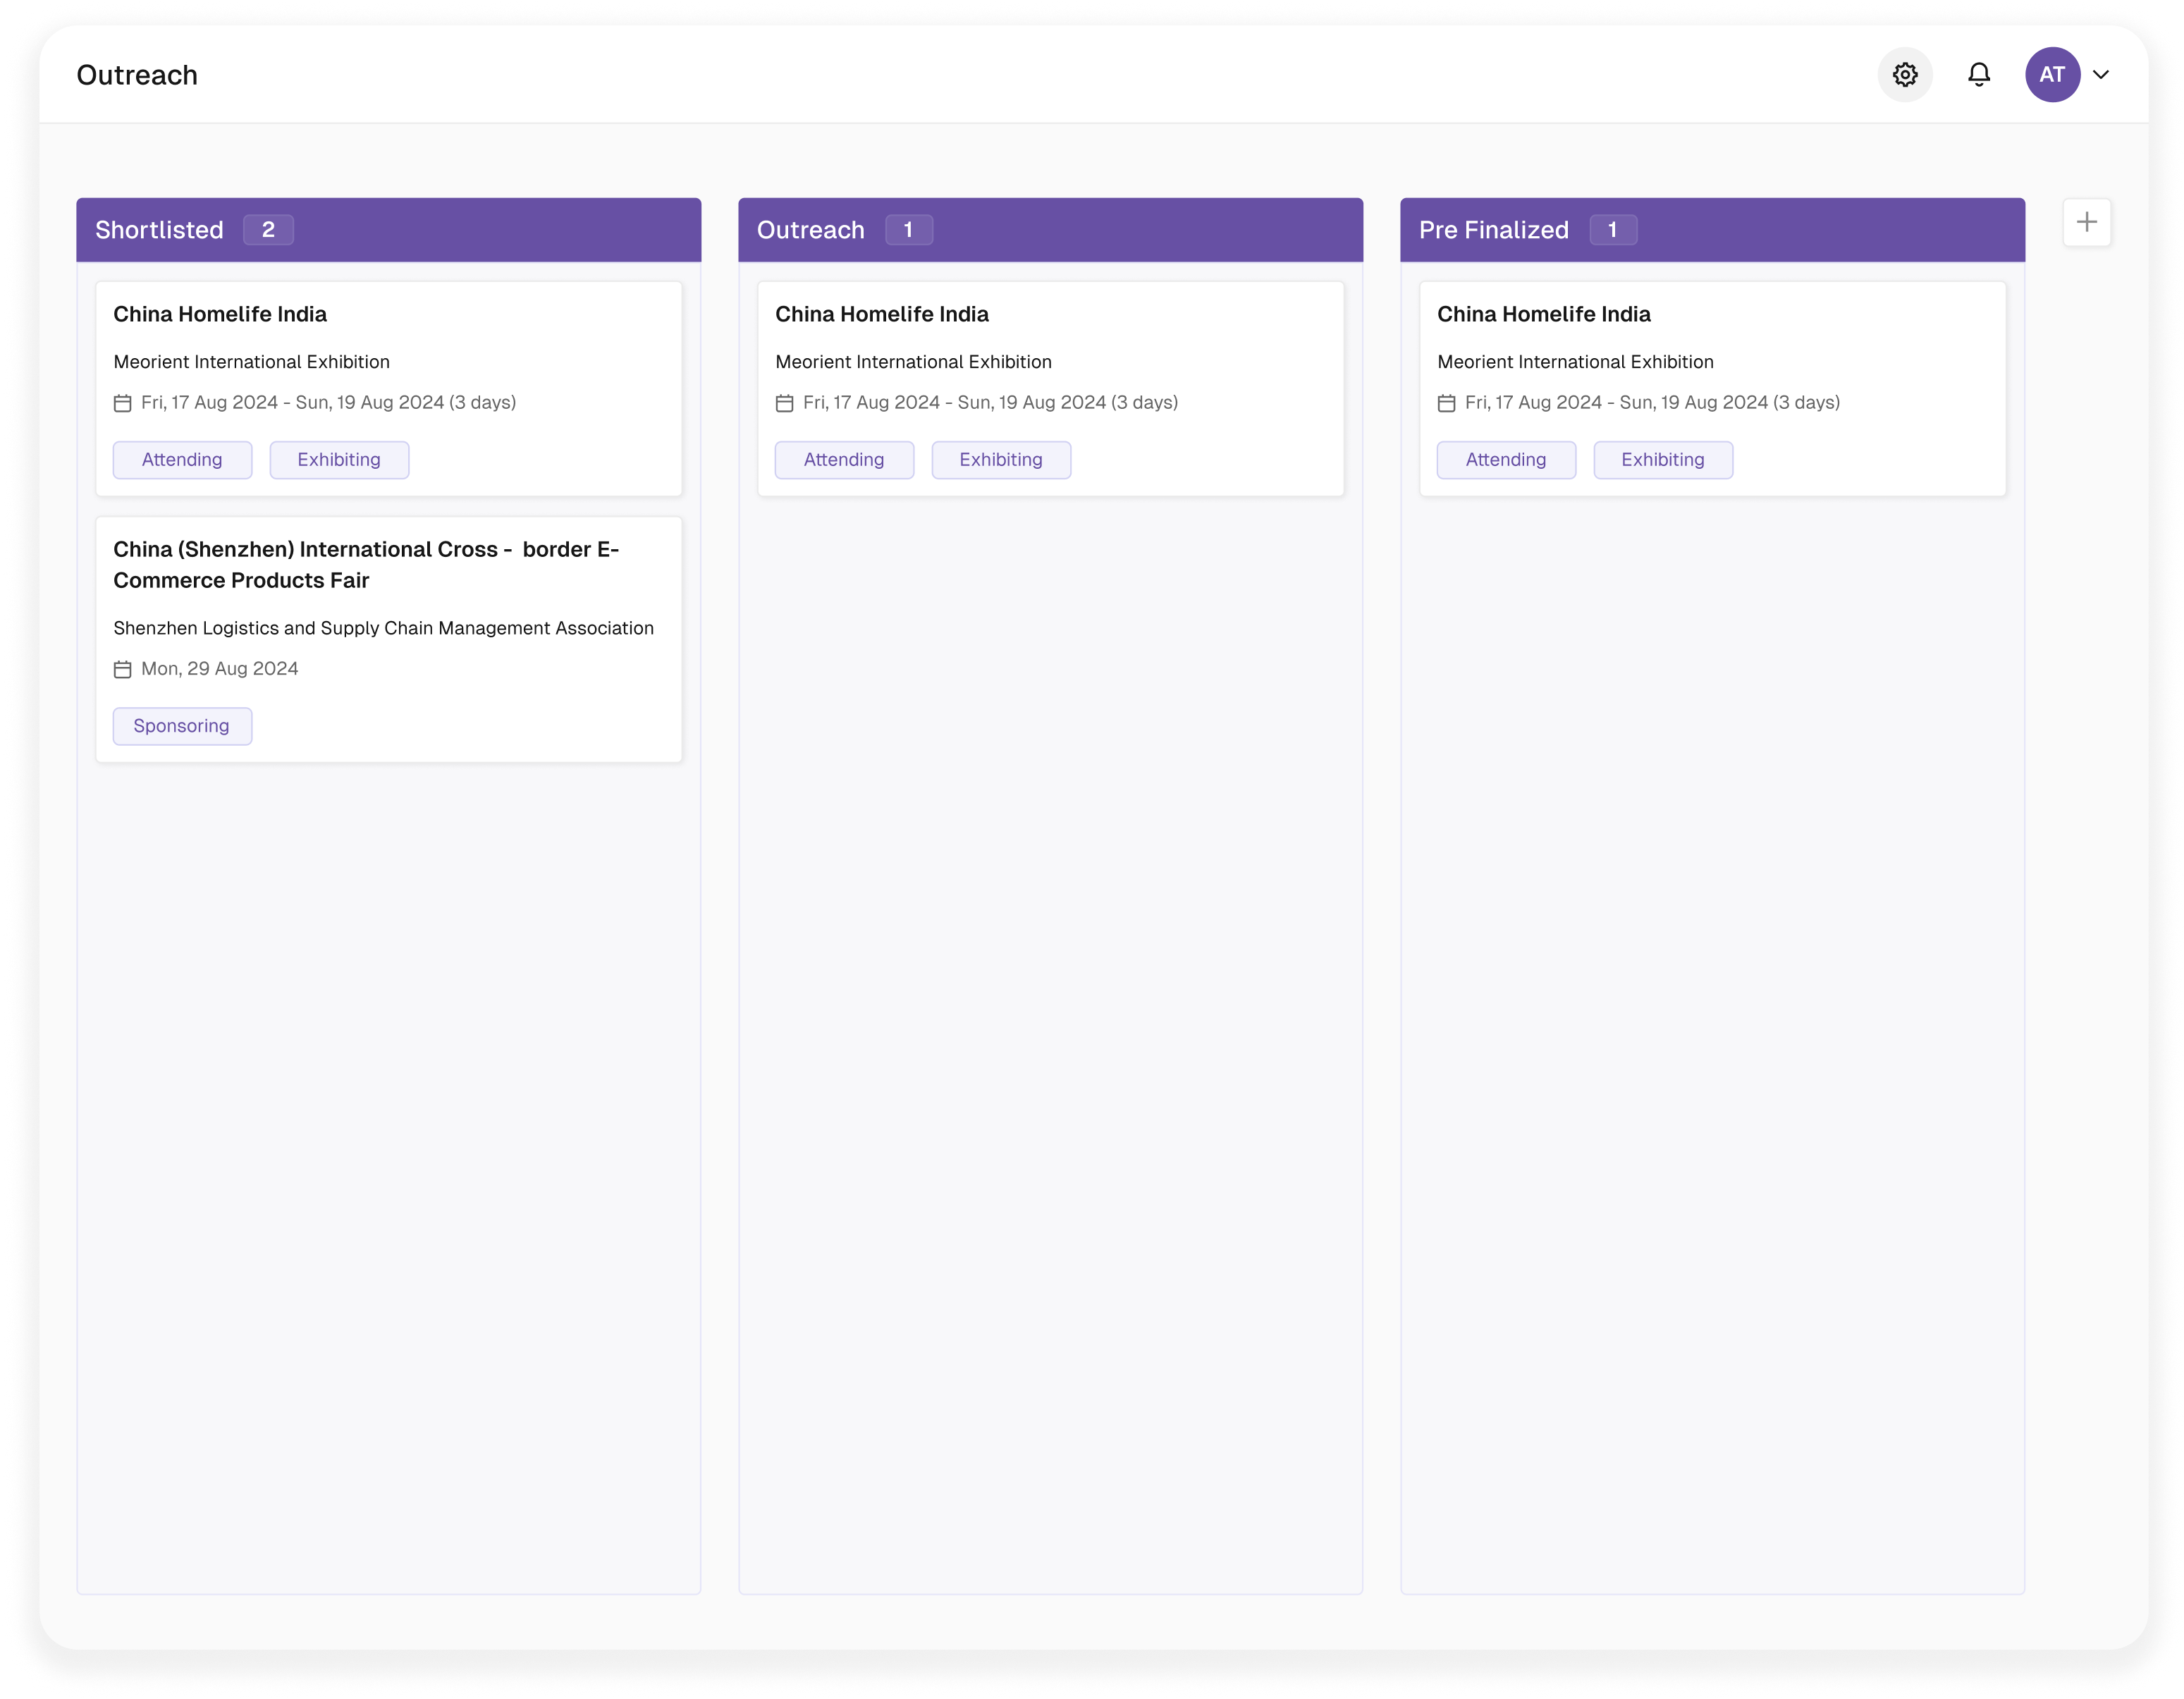 Outreach
AT
Shortlisted 2
China Homelife India
Meorient International Exhibition
Fri, 17 Aug 2024 - Sun, 19 Aug 2024 (3 days)
Attending Exhibiting
China (Shenzhen) International Cross -  border E-
Commerce Products Fair
Shenzhen Logistics and Supply Chain Management Association
Mon, 29 Aug 2024
Sponsoring
Outreach 1
China Homelife India
Meorient International Exhibition
Fri, 17 Aug 2024 - Sun, 19 Aug 2024 (3 days)
Attending Exhibiting
Pre Finalized 1
China Homelife India
Meorient International Exhibition
Fri, 17 Aug 2024 - Sun, 19 Aug 2024 (3 days)
Attending Exhibiting